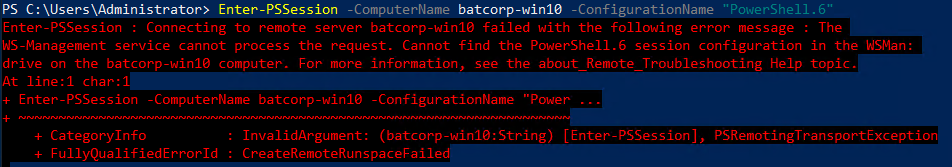 PS C:\Users\Administrator> Enter-PSSession -ComputerName batcorp-win10 -ConfigurationName "PowerShell.6"
Enter-PSSession : Connecting to remote server batcorp-win10 failed with the following error message : The
WS-Management service cannot process the request. Cannot find the PowerShell.6 session configuration in the WSMan:
drive on the batcorp-win10 computer. For more information, see the about_Remote_Troubleshooting Help topic.
At line:1 char:1
+ Enter-PSSession -ComputerName batcorp-win10 -ConfigurationName "Power ...
+ ~~~~~~~~~~~~~~~~~~~~~~~~~~~~~~~~~~~~~~~~~~~~~~~~~~~~~~~~~~~~~~~~~~~~~
    + CategoryInfo          : InvalidArgument: (batcorp-win10:String) [Enter-PSSession], PSRemotingTransportException
    + FullyQualifiedErrorId : CreateRemoteRunspaceFailed